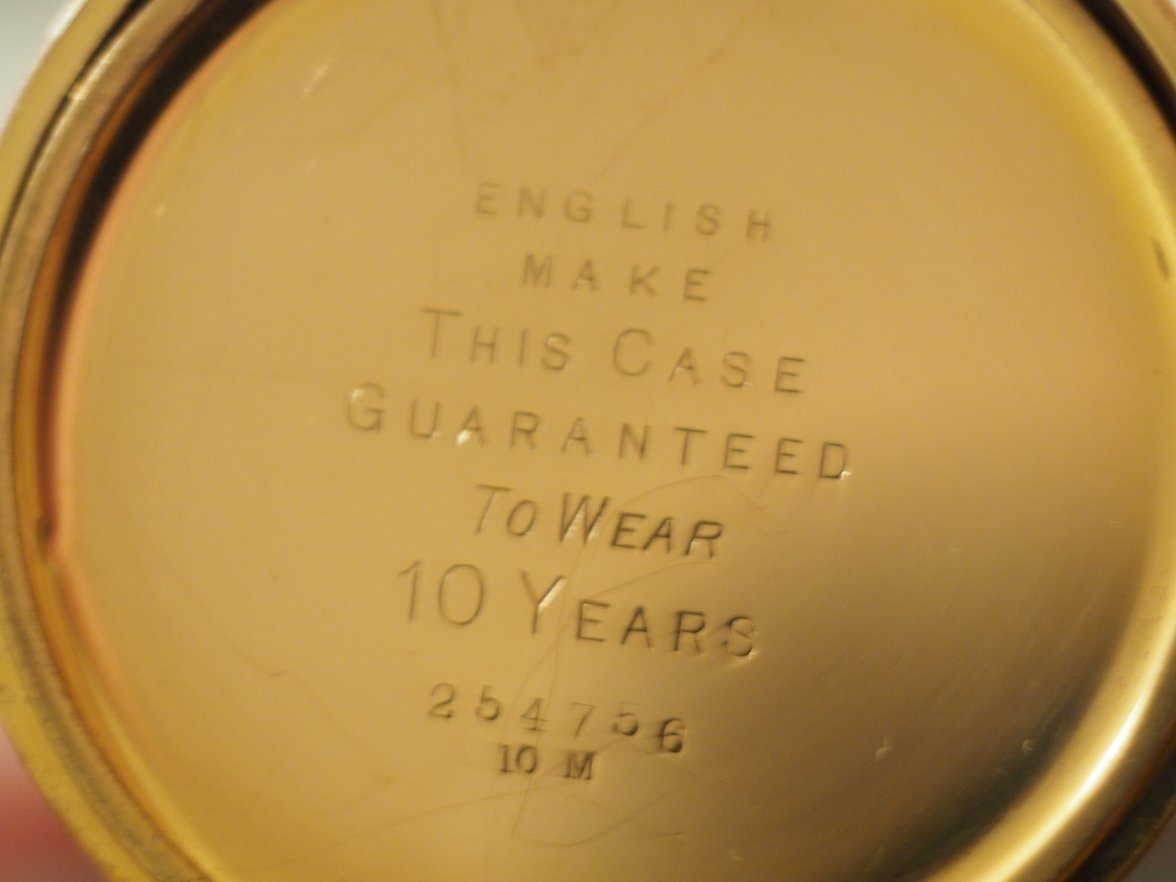 ENGLISH
MAKE
THIS CASE
GUARANTEED
TO WEAR
10 YEARS
254756
10 M